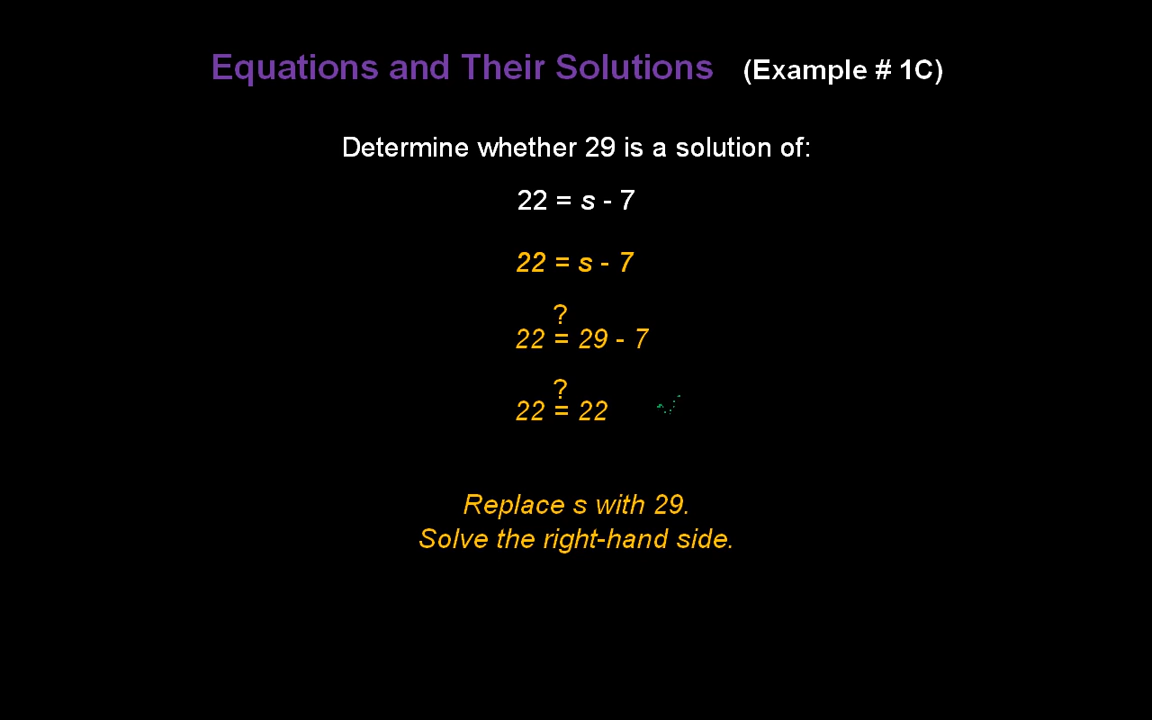 Equations and Their Solutions (Example # 1C)
Determine whether 29 is a solution of:
22 = s - 7
22 = s - 7
?
22 = 29 - 7
?
22 = 22
Replace s with 29.
Solve the right-hand side.